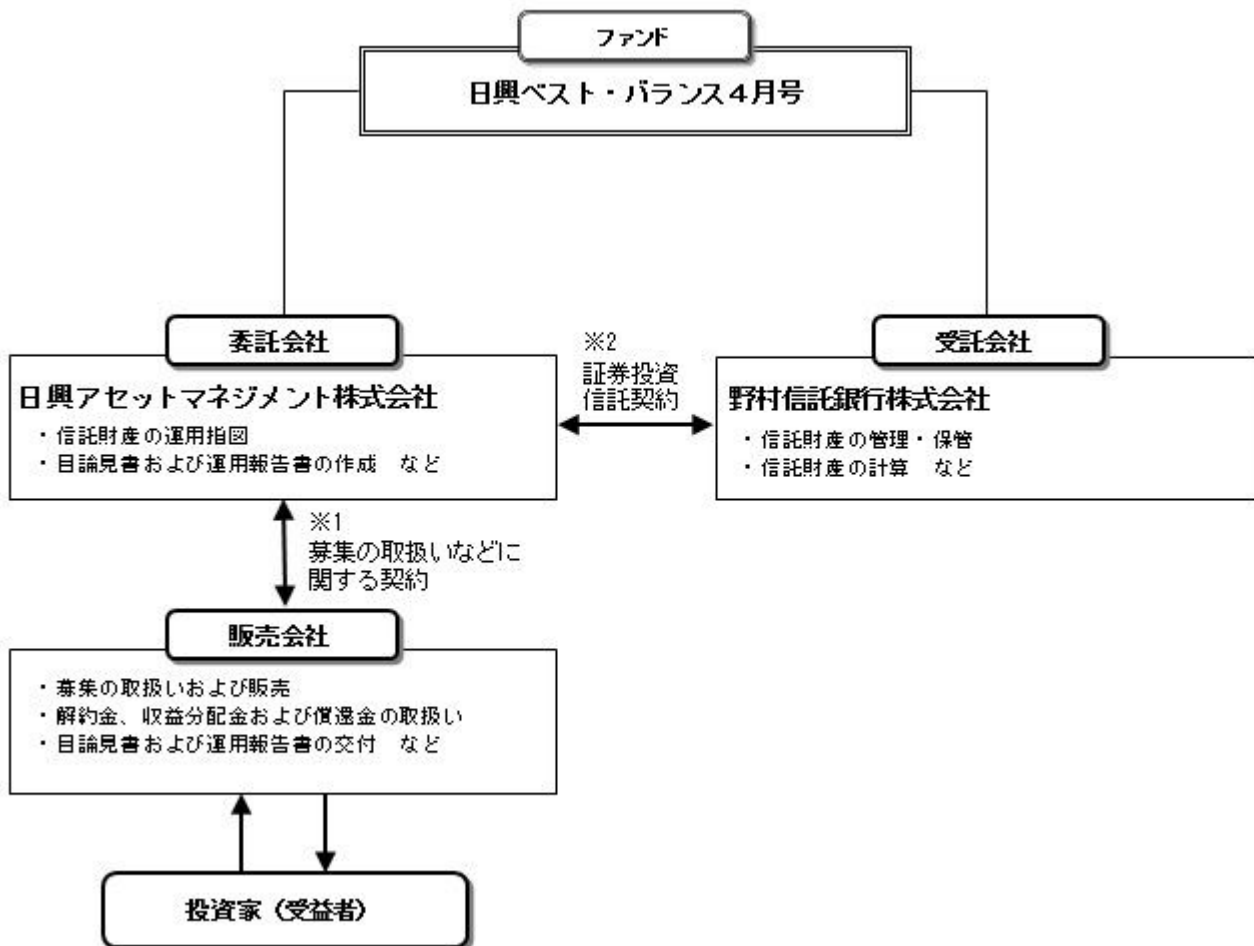 ファンド
日興ベスト・バランス4月号
委託会社
日興アセットマネジメント株式会社
・信託財産の運用指図
・目論見書および運用報告書の作成 など
※2
証券投資
信託契約
受託会社
野村信託銀行株式会社
・信託財産の管理・保管
・信託財産の計算 など
※1
募集の取扱いなどに
関する契約
販売会社
・募集の取扱いおよび販売
・解約金、収益分配金および償還金の取扱い
・目論見書および運用報告書の交付 など
投資家(受益者)